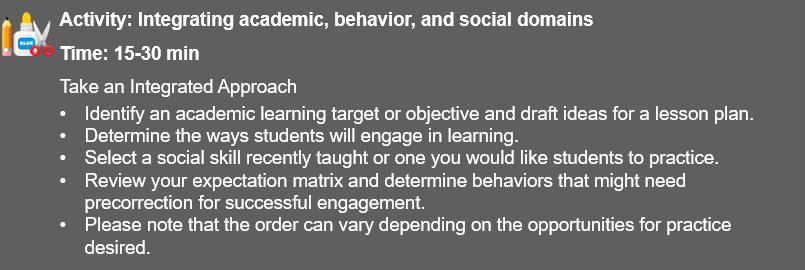 Activity: Integrating academic, behavior, and social domains
GLUE
Time: 15-30 min
Take an Integrated Approach
• Identify an academic learning target or objective and draft ideas for a lesson plan.
• Determine the ways students will engage in learning.
• Select a social skill recently taught or one you would like students to practice.
• Review your expectation matrix and determine behaviors that might need
precorrection for successful engagement.
• Please note that the order can vary depending on the opportunities for practice
desired.